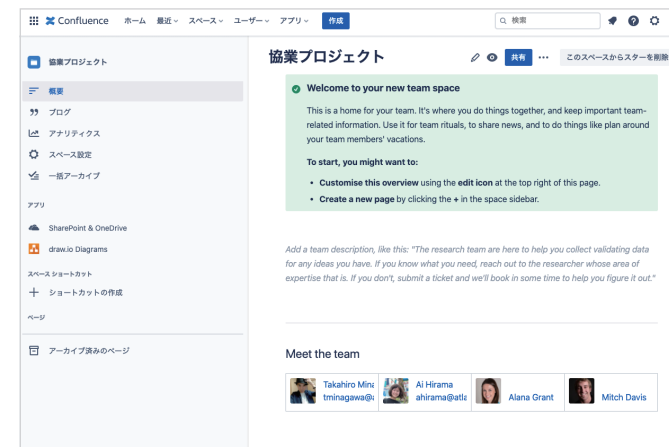 Confluence ホーム 最近 スペース ユーザー アプリ 作成 検索
協業プロジェクト
概要
ブログ
アナリティクス
スペース設定
一括アーカイブ
アプリ
SharePoint & OneDrive
draw.io Diagrams
スペース ショートカット
ショートカットの作成
ページ
アーカイブ済みのページ
協業プロジェクト 共有 このスペースからスターを削除
Welcome to your new team space
This is a home for your team. It's where you do things together, and keep important team-
related information. Use it for team rituals, to share news, and to do things like plan around
your team members' vacations.
To start, you might want to:
• Customise this overview using the edit icon at the top right of this page.
• Create a new page by clicking the + in the space sidebar.
Add a team description, like this: "The research team are here to help you collect validating data
for any ideas you have. If you know what you need, reach out to the researcher whose area of
expertise that is. If you don't, submit a ticket and we'll book in some time to help you figure it out."
Meet the team
Takahiro Mina
tminagawa@
Ai Hirama
ahirama@atla
Alana Grant
Mitch Davis